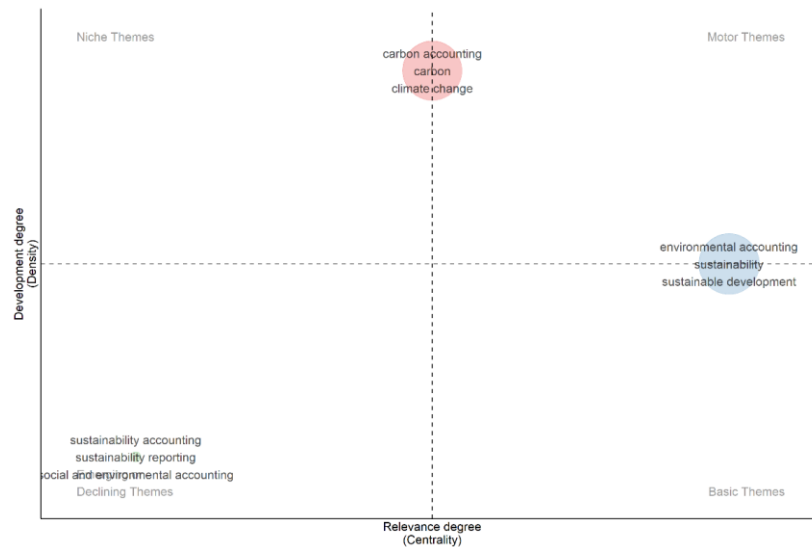 Niche Themes
Motor Themes
carbon accounting
carbon
climate change
environmental accounting
sustainability
sustainable development
Development degree
(Density)
sustainability accounting
sustainability reporting
social and environmental accounting
Declining Themes
Basic Themes
Relevance degree
(Centrality)